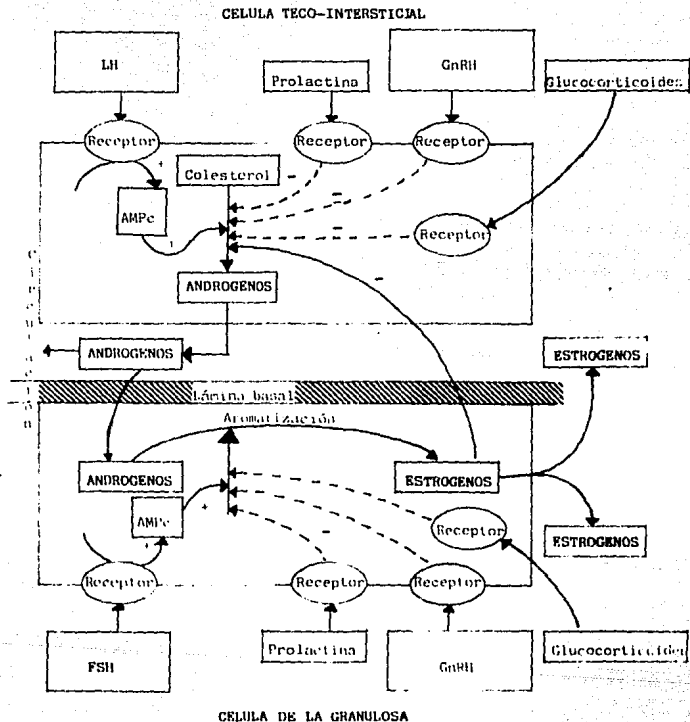 CELULA TECO-INTERSTICIAL
LH
Prolactina
GnRH
Glucocorticoides
Receptor
Receptor
Receptor
+
Colesterol
-
-
-
AMPc
Receptor
-
ANDROGENOS
-
ANDROGENOS
ESTROGENOS
Lámina basal
Aromatización
ANDROGENOS
ESTROGENOS
AMPc
+
-
Receptor
ESTROGENOS
+
Receptor
Receptor
Receptor
FSH
Prolactina
GnRH
Glucocorticoides
CELULA DE LA GRANULOSA